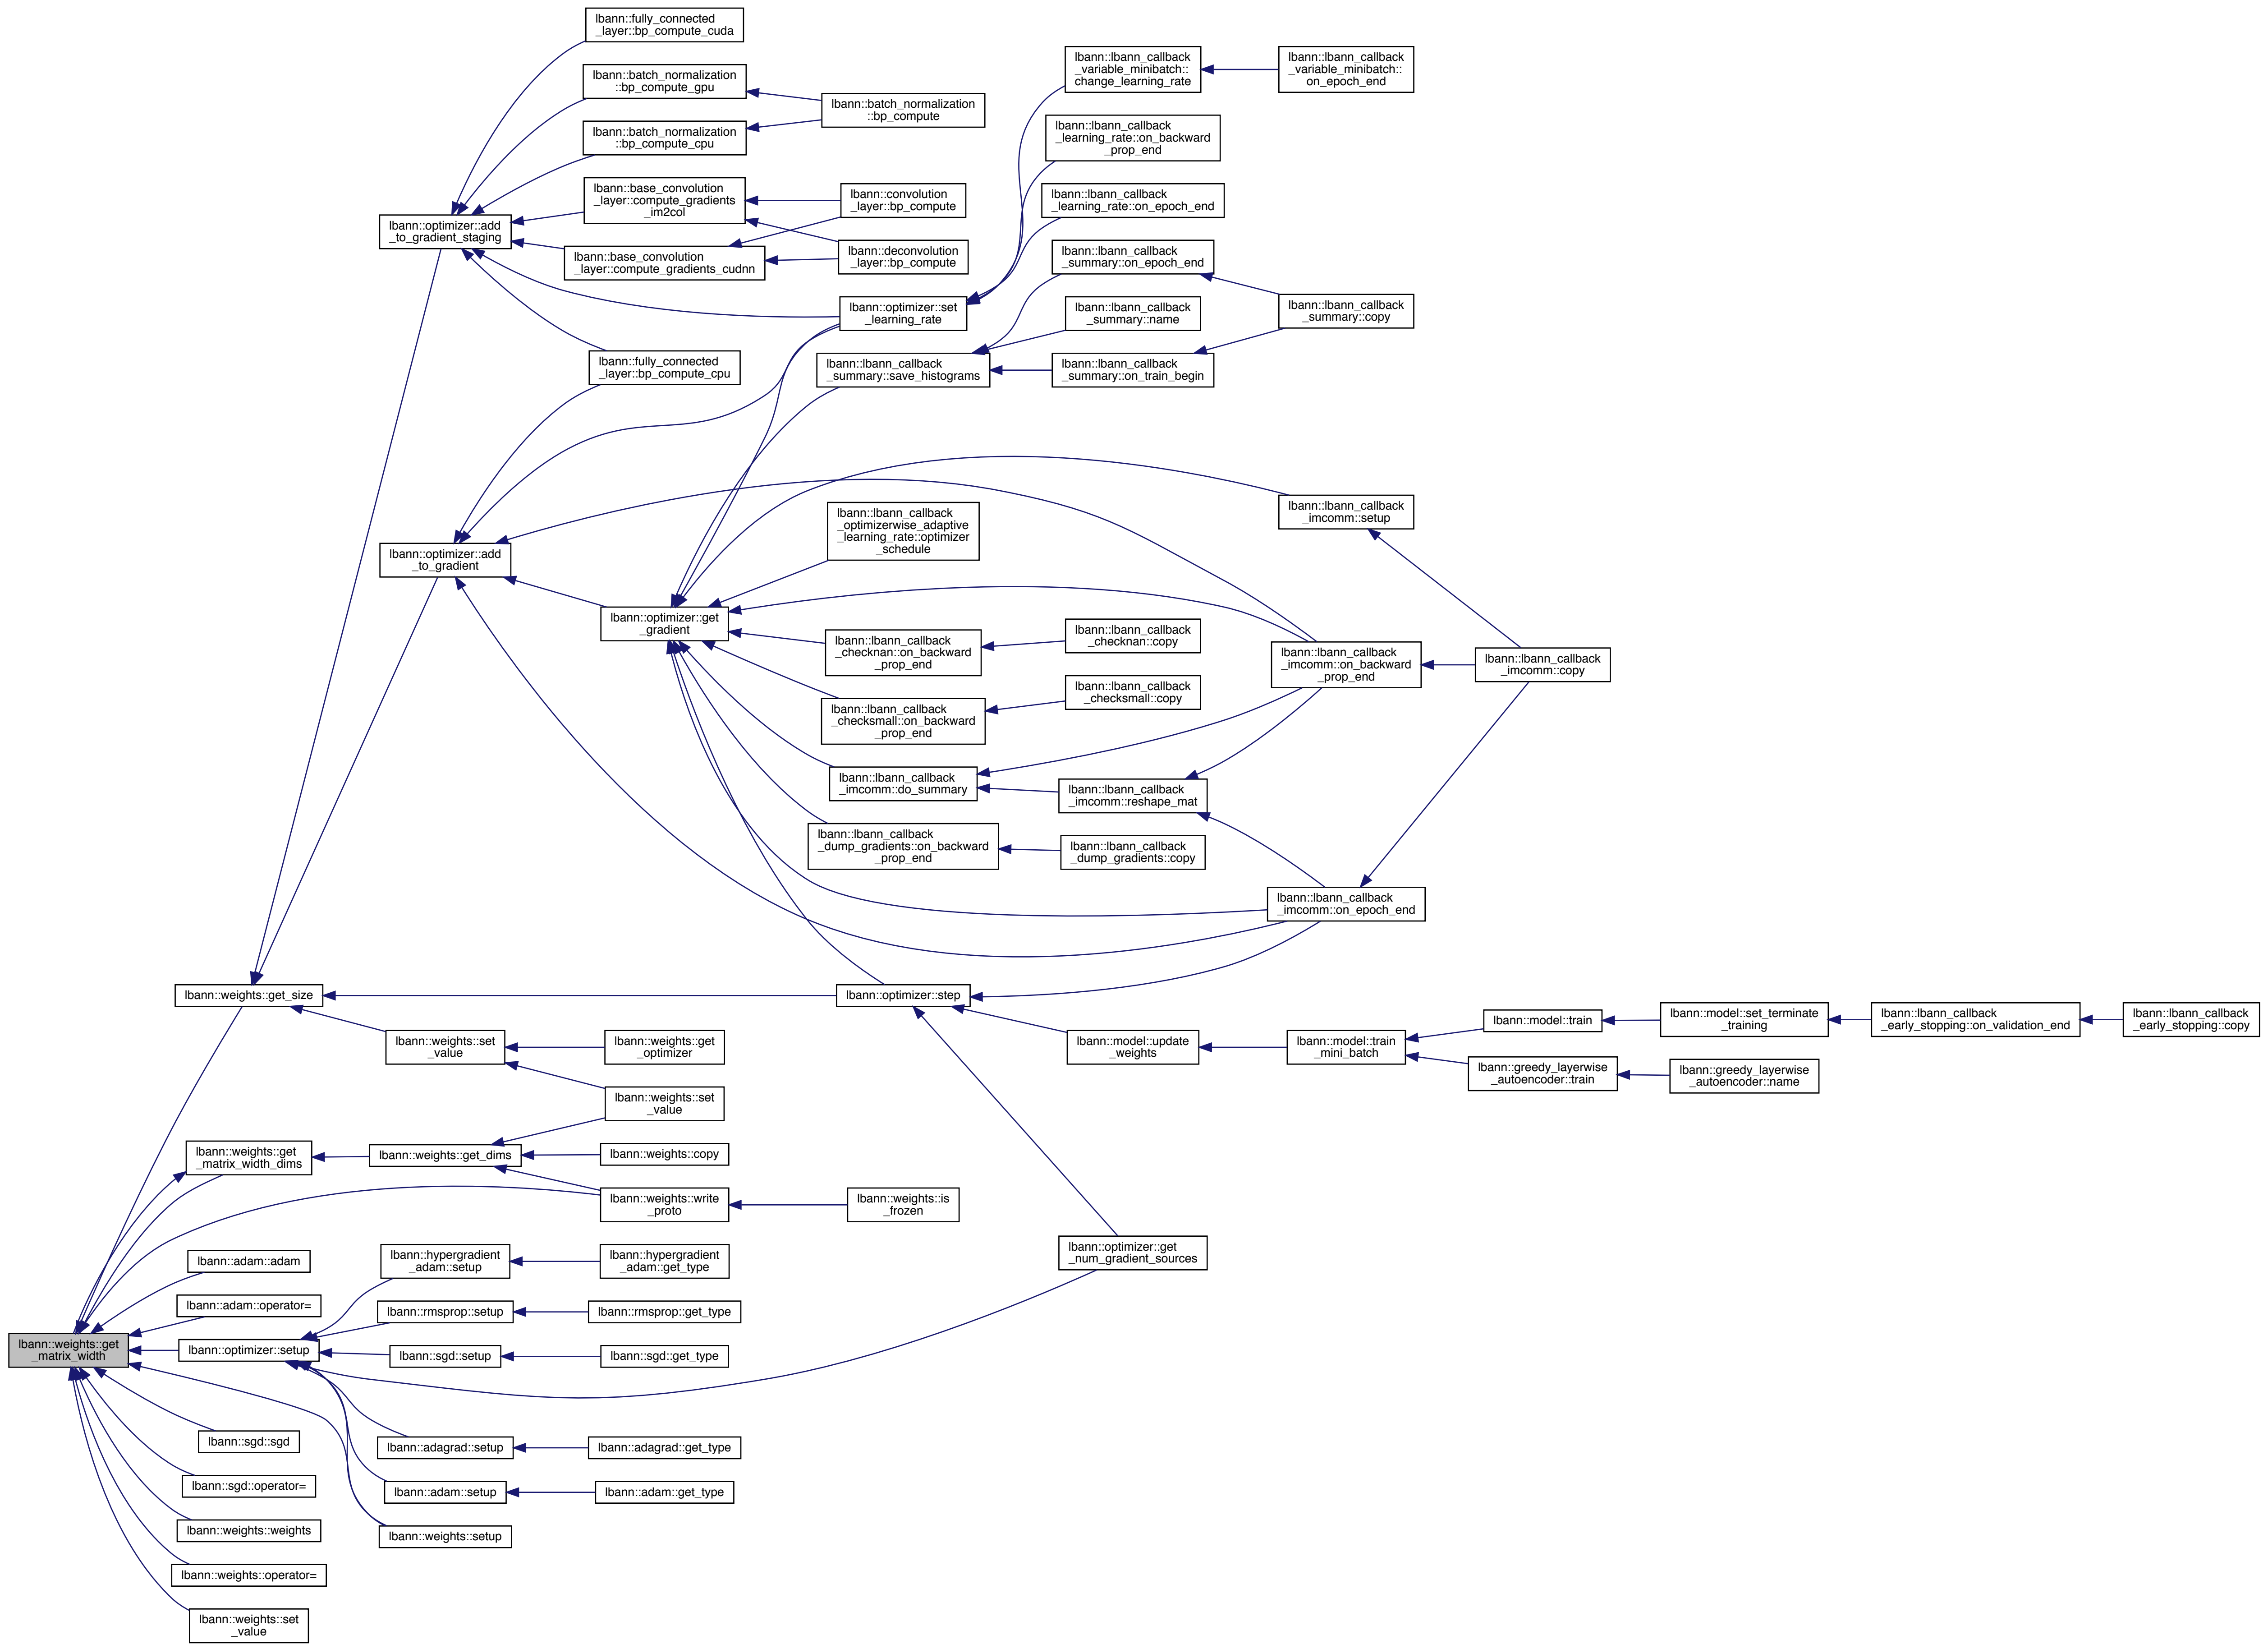 lbann::fully_connected
_layer::bp_compute_cuda
lbann::batch_normalization
::bp_compute_gpu
lbann::batch_normalization
::bp_compute_cpu
lbann::batch_normalization
::bp_compute
lbann::base_convolution
_layer::compute_gradients
_im2col
lbann::base_convolution
_layer::compute_gradients_cudnn
lbann::convolution
_layer::bp_compute
lbann::deconvolution
_layer::bp_compute
lbann::optimizer::add
_to_gradient_staging
lbann::optimizer::set
_learning_rate
lbann::fully_connected
_layer::bp_compute_cpu
lbann::lbann_callback
_variable_minibatch::
change_learning_rate
lbann::lbann_callback
_variable_minibatch::
on_epoch_end
lbann::lbann_callback
_learning_rate::on_backward
_prop_end
lbann::lbann_callback
_learning_rate::on_epoch_end
lbann::lbann_callback
_summary::on_epoch_end
lbann::lbann_callback
_summary::name
lbann::lbann_callback
_summary::on_train_begin
lbann::lbann_callback
_summary::copy
lbann::lbann_callback
_summary::save_histograms
lbann::optimizer::add
_to_gradient
lbann::optimizer::get
_gradient
lbann::lbann_callback
_optimizerwise_adaptive
_learning_rate::optimizer
_schedule
lbann::lbann_callback
_checknan::on_backward
_prop_end
lbann::lbann_callback
_checknan::copy
lbann::lbann_callback
_checksmall::on_backward
_prop_end
lbann::lbann_callback
_checksmall::copy
lbann::lbann_callback
_imcomm::do_summary
lbann::lbann_callback
_imcomm::reshape_mat
lbann::lbann_callback
_dump_gradients::on_backward
_prop_end
lbann::lbann_callback
_dump_gradients::copy
lbann::lbann_callback
_imcomm::setup
lbann::lbann_callback
_imcomm::on_backward
_prop_end
lbann::lbann_callback
_imcomm::copy
lbann::lbann_callback
_imcomm::on_epoch_end
lbann::weights::get_size
lbann::optimizer::step
lbann::weights::set
_value
lbann::weights::get
_optimizer
lbann::weights::set
_value
lbann::model::update
_weights
lbann::model::train
_mini_batch
lbann::model::train
lbann::model::set_terminate
_training
lbann::lbann_callback
_early_stopping::on_validation_end
lbann::lbann_callback
_early_stopping::copy
lbann::greedy_layerwise
_autoencoder::train
lbann::greedy_layerwise
_autoencoder::name
lbann::weights::get
_matrix_width_dims
lbann::weights::get_dims
lbann::weights::copy
lbann::weights::write
_proto
lbann::weights::is
_frozen
lbann::optimizer::get
_num_gradient_sources
lbann::adam::adam
lbann::adam::operator=
lbann::weights::get
_matrix_width
lbann::optimizer::setup
lbann::hypergradient
_adam::setup
lbann::hypergradient
_adam::get_type
lbann::rmsprop::setup
lbann::rmsprop::get_type
lbann::sgd::setup
lbann::sgd::get_type
lbann::adagrad::setup
lbann::adagrad::get_type
lbann::adam::setup
lbann::adam::get_type
lbann::weights::setup
lbann::sgd::sgd
lbann::sgd::operator=
lbann::weights::weights
lbann::weights::operator=
lbann::weights::set
_value